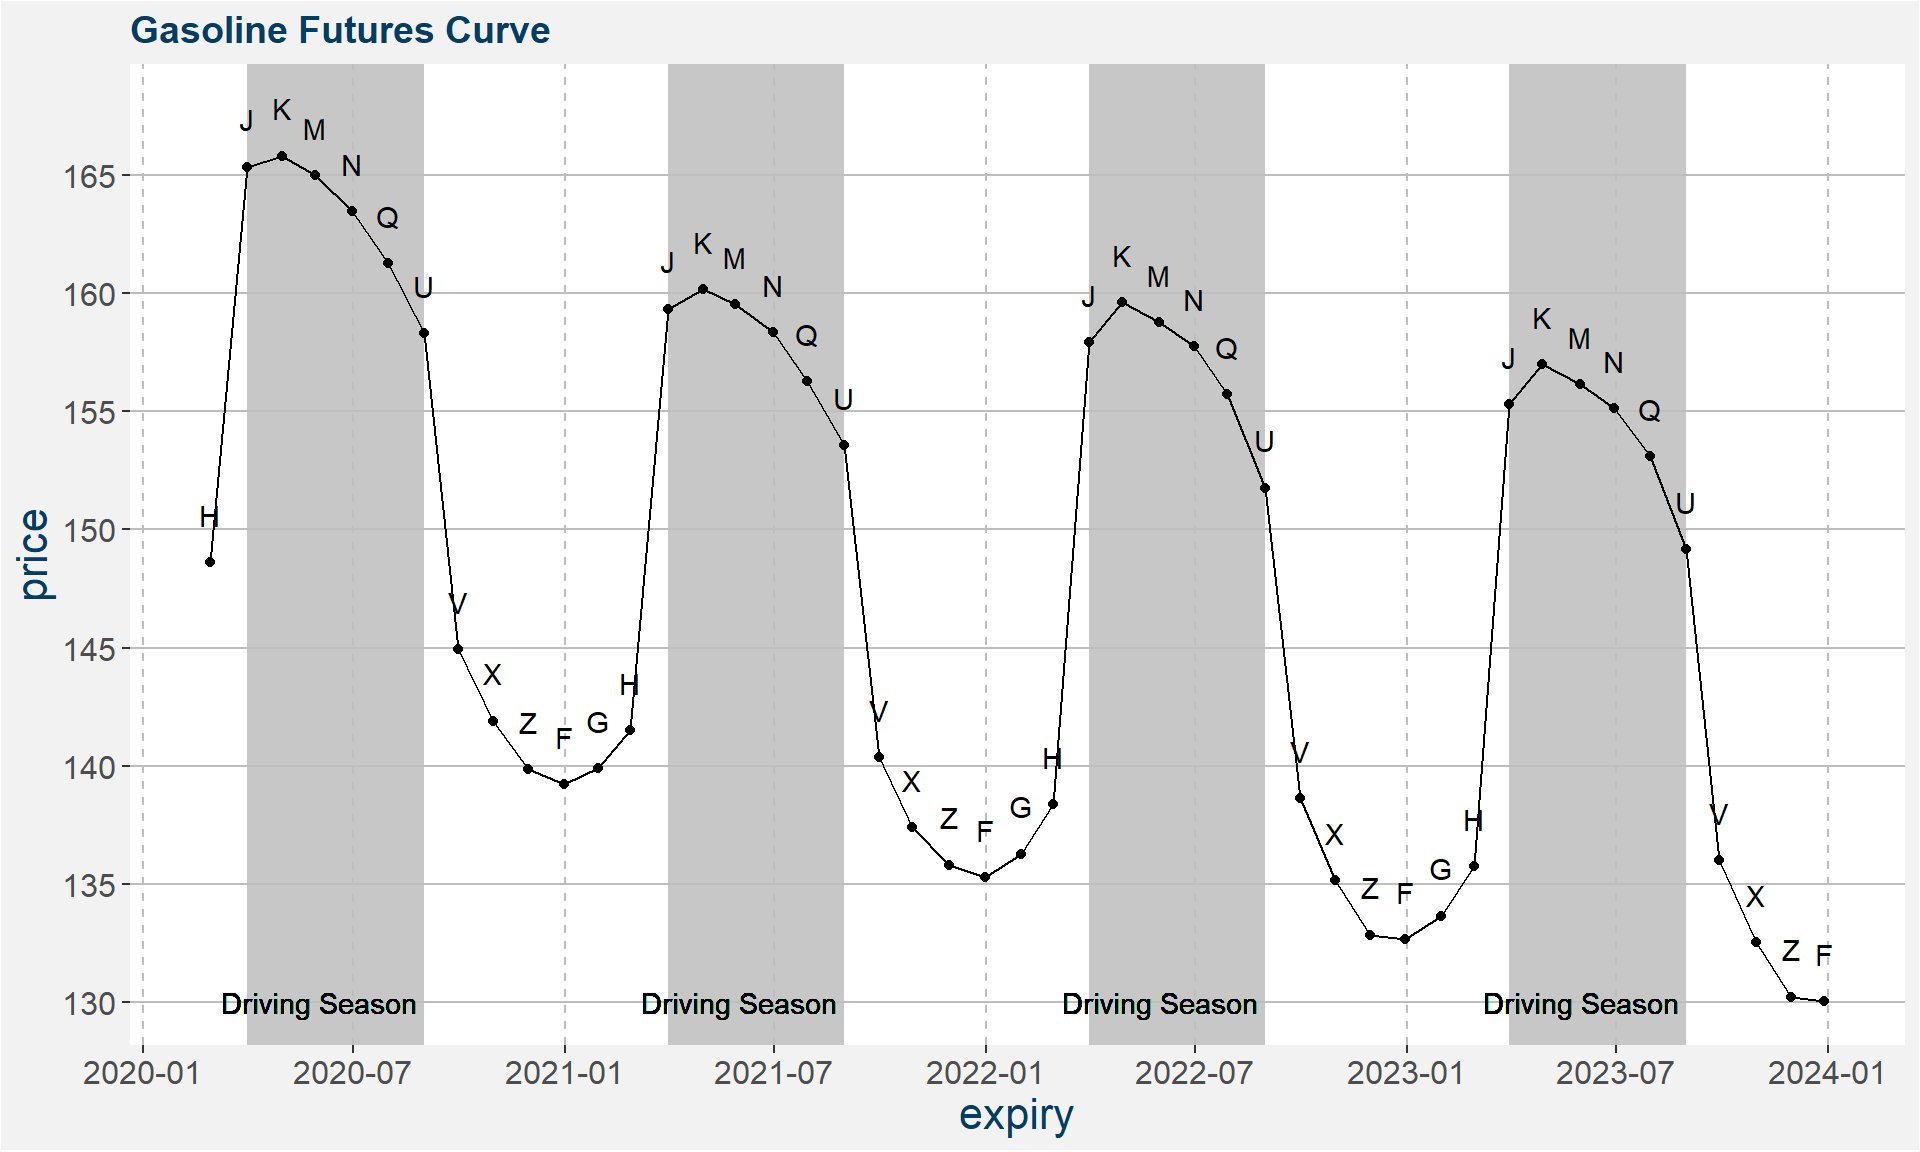 Gasoline Futures Curve
price
165
160
155
150
145
140
135
130
H J K M N Q U V X Z F G H J K M N Q U V X Z F G H J K M N Q U V X Z F G H J K M N Q U V X Z F
Driving Season Driving Season Driving Season Driving Season
2020-01 2020-07 2021-01 2021-07 2022-01 2022-07 2023-01 2023-07 2024-01
expiry